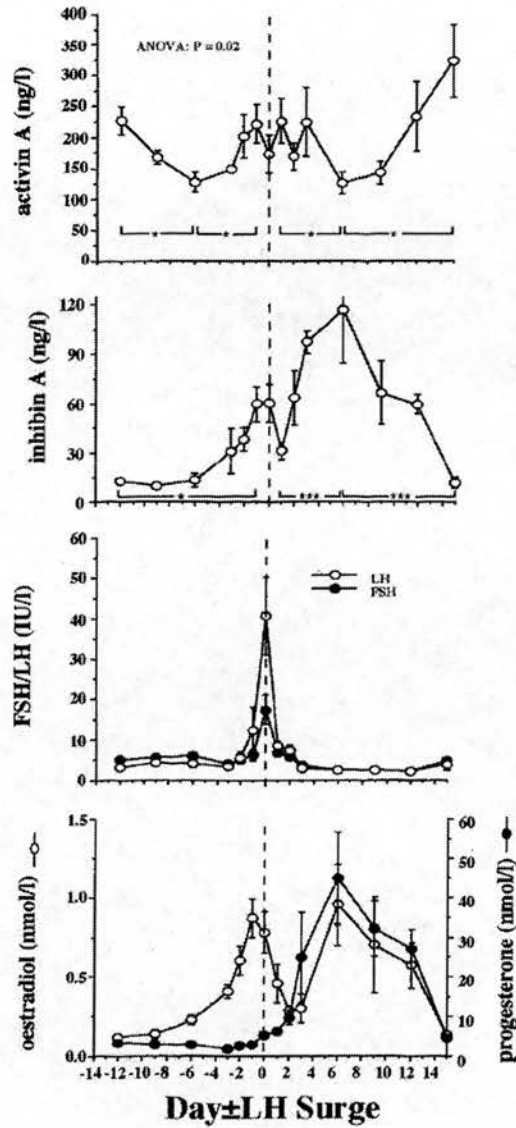 400
350
300
250
200
150
100
50
0
activin A (ng/l)
ANOVA: P = 0.02
* * * *
120
90
60
30
0
inhibin A (ng/l)
* *** ***
60
50
40
30
20
10
0
FSH/LH (IU/l)
LH
FSH
1.5
1.0
0.5
0.0
oestradiol (nmol/l)
60
50
40
30
20
10
0
progesterone (nmol/l)
-14 -12 -10 -8 -6 -4 -2 0 2 4 6 8 10 12 14
Day±LH Surge